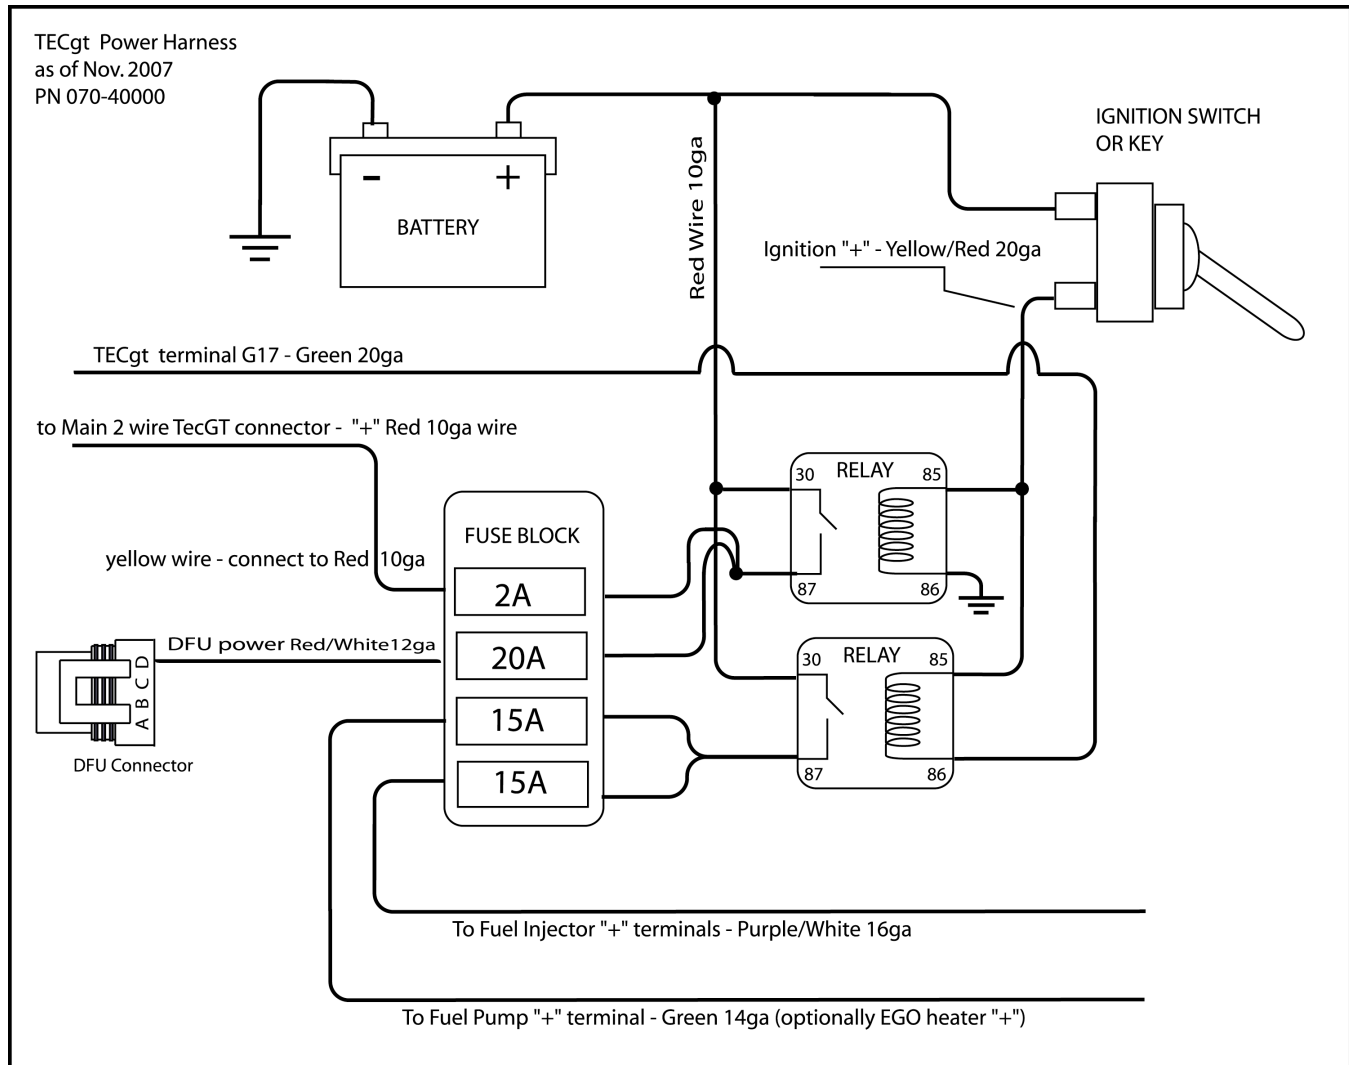 TECgt Power Harness
as of Nov. 2007
PN 070-40000
IGNITION SWITCH
OR KEY
- +
BATTERY
Red Wire 10ga
Ignition "+" - Yellow/Red 20ga
TECgt terminal G17 - Green 20ga
to Main 2 wire TecGT connector - "+" Red 10ga wire
30 RELAY 85
87 86
FUSE BLOCK
yellow wire - connect to Red 10ga
2A
DFU power Red/White12ga
20A
30 RELAY 85
87 86
A B C D
15A
DFU Connector
15A
To Fuel Injector "+" terminals - Purple/White 16ga
To Fuel Pump "+" terminal - Green 14ga (optionally EGO heater "+")